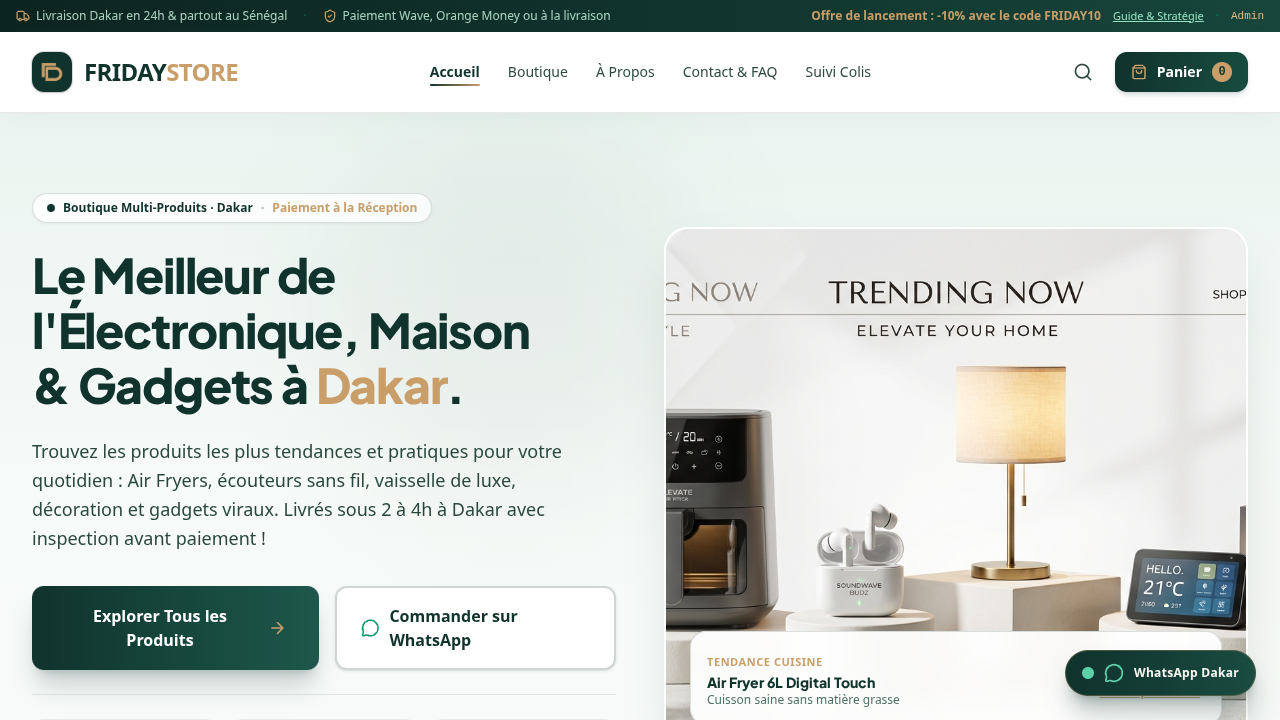 Livraison Dakar en 24h & partout au Sénégal · Paiement Wave, Orange Money ou à la livraison
Offre de lancement : -10% avec le code FRIDAY10 Guide & Stratégie · Admin
FRIDAYSTORE
Accueil Boutique À Propos Contact & FAQ Suivi Colis
Panier 0
Boutique Multi-Produits · Dakar · Paiement à la Réception
Le Meilleur de
l'Électronique, Maison
& Gadgets à Dakar.
Trouvez les produits les plus tendances et pratiques pour votre
quotidien : Air Fryers, écouteurs sans fil, vaisselle de luxe,
décoration et gadgets viraux. Livrés sous 2 à 4h à Dakar avec
inspection avant paiement !
Explorer Tous les
Produits
Commander sur
WhatsApp
G NOW TRENDING NOW SHOP
YLE ELEVATE YOUR HOME
SOUNDWAVE
BUDZ
HELLO.
21°C
TENDANCE CUISINE
Air Fryer 6L Digital Touch
Cuisson saine sans matière grasse
WhatsApp Dakar